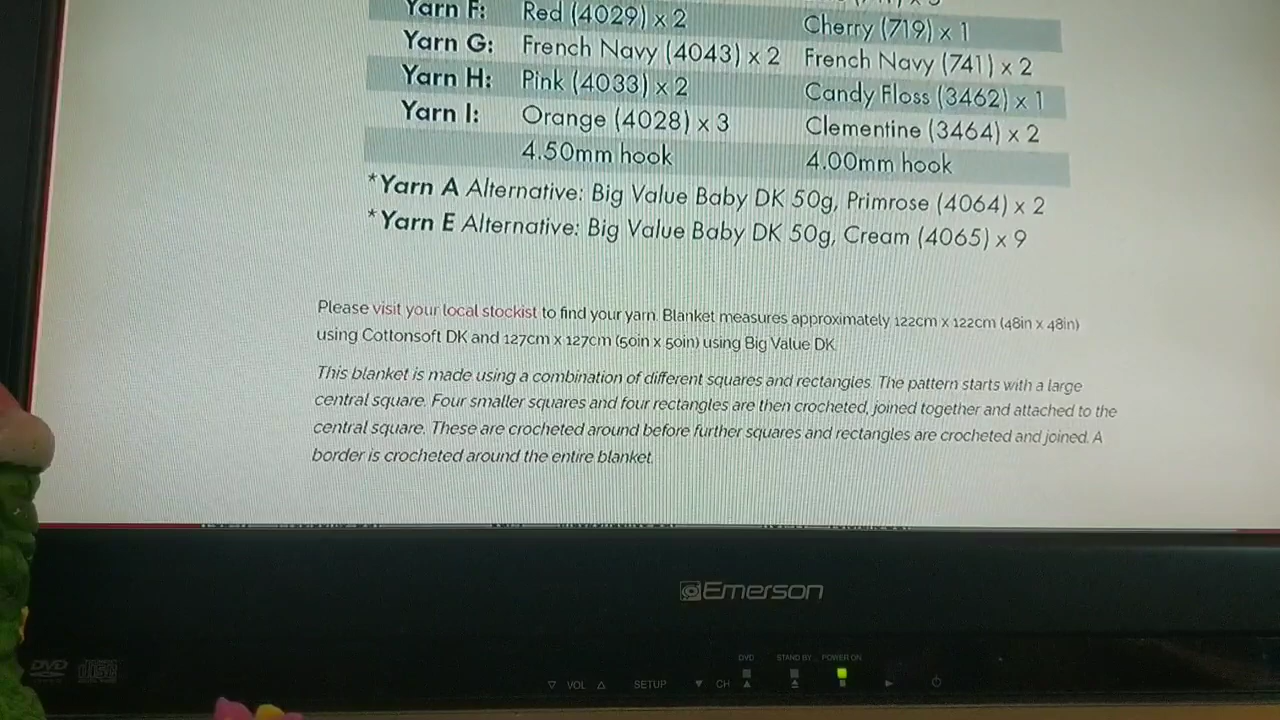 Yarn F: Red (4029) x 2 Cherry (719) x 1
Yarn G: French Navy (4043) x 2 French Navy (741) x 2
Yarn H: Pink (4033) x 2 Candy Floss (3462) x 1
Yarn I: Orange (4028) x 3 Clementine (3464) x 2
4.50mm hook 4.00mm hook
*Yarn A Alternative: Big Value Baby DK 50g, Primrose (4064) x 2
*Yarn E Alternative: Big Value Baby DK 50g, Cream (4065) x 9
Please visit your local stockist to find your yarn. Blanket measures approximately 122cm x 122cm (48in x 48in)
using Cottonsoft DK and 127cm x 127cm (50in x 50in) using Big Value DK.
This blanket is made using a combination of different squares and rectangles. The pattern starts with a large
central square. Four smaller squares and four rectangles are then crocheted, joined together and attached to the
central square. These are crocheted around before further squares and rectangles are crocheted and joined. A
border is crocheted around the entire blanket.
Emerson
DVD STAND BY POWER ON
DVD disc VOL SETUP CH